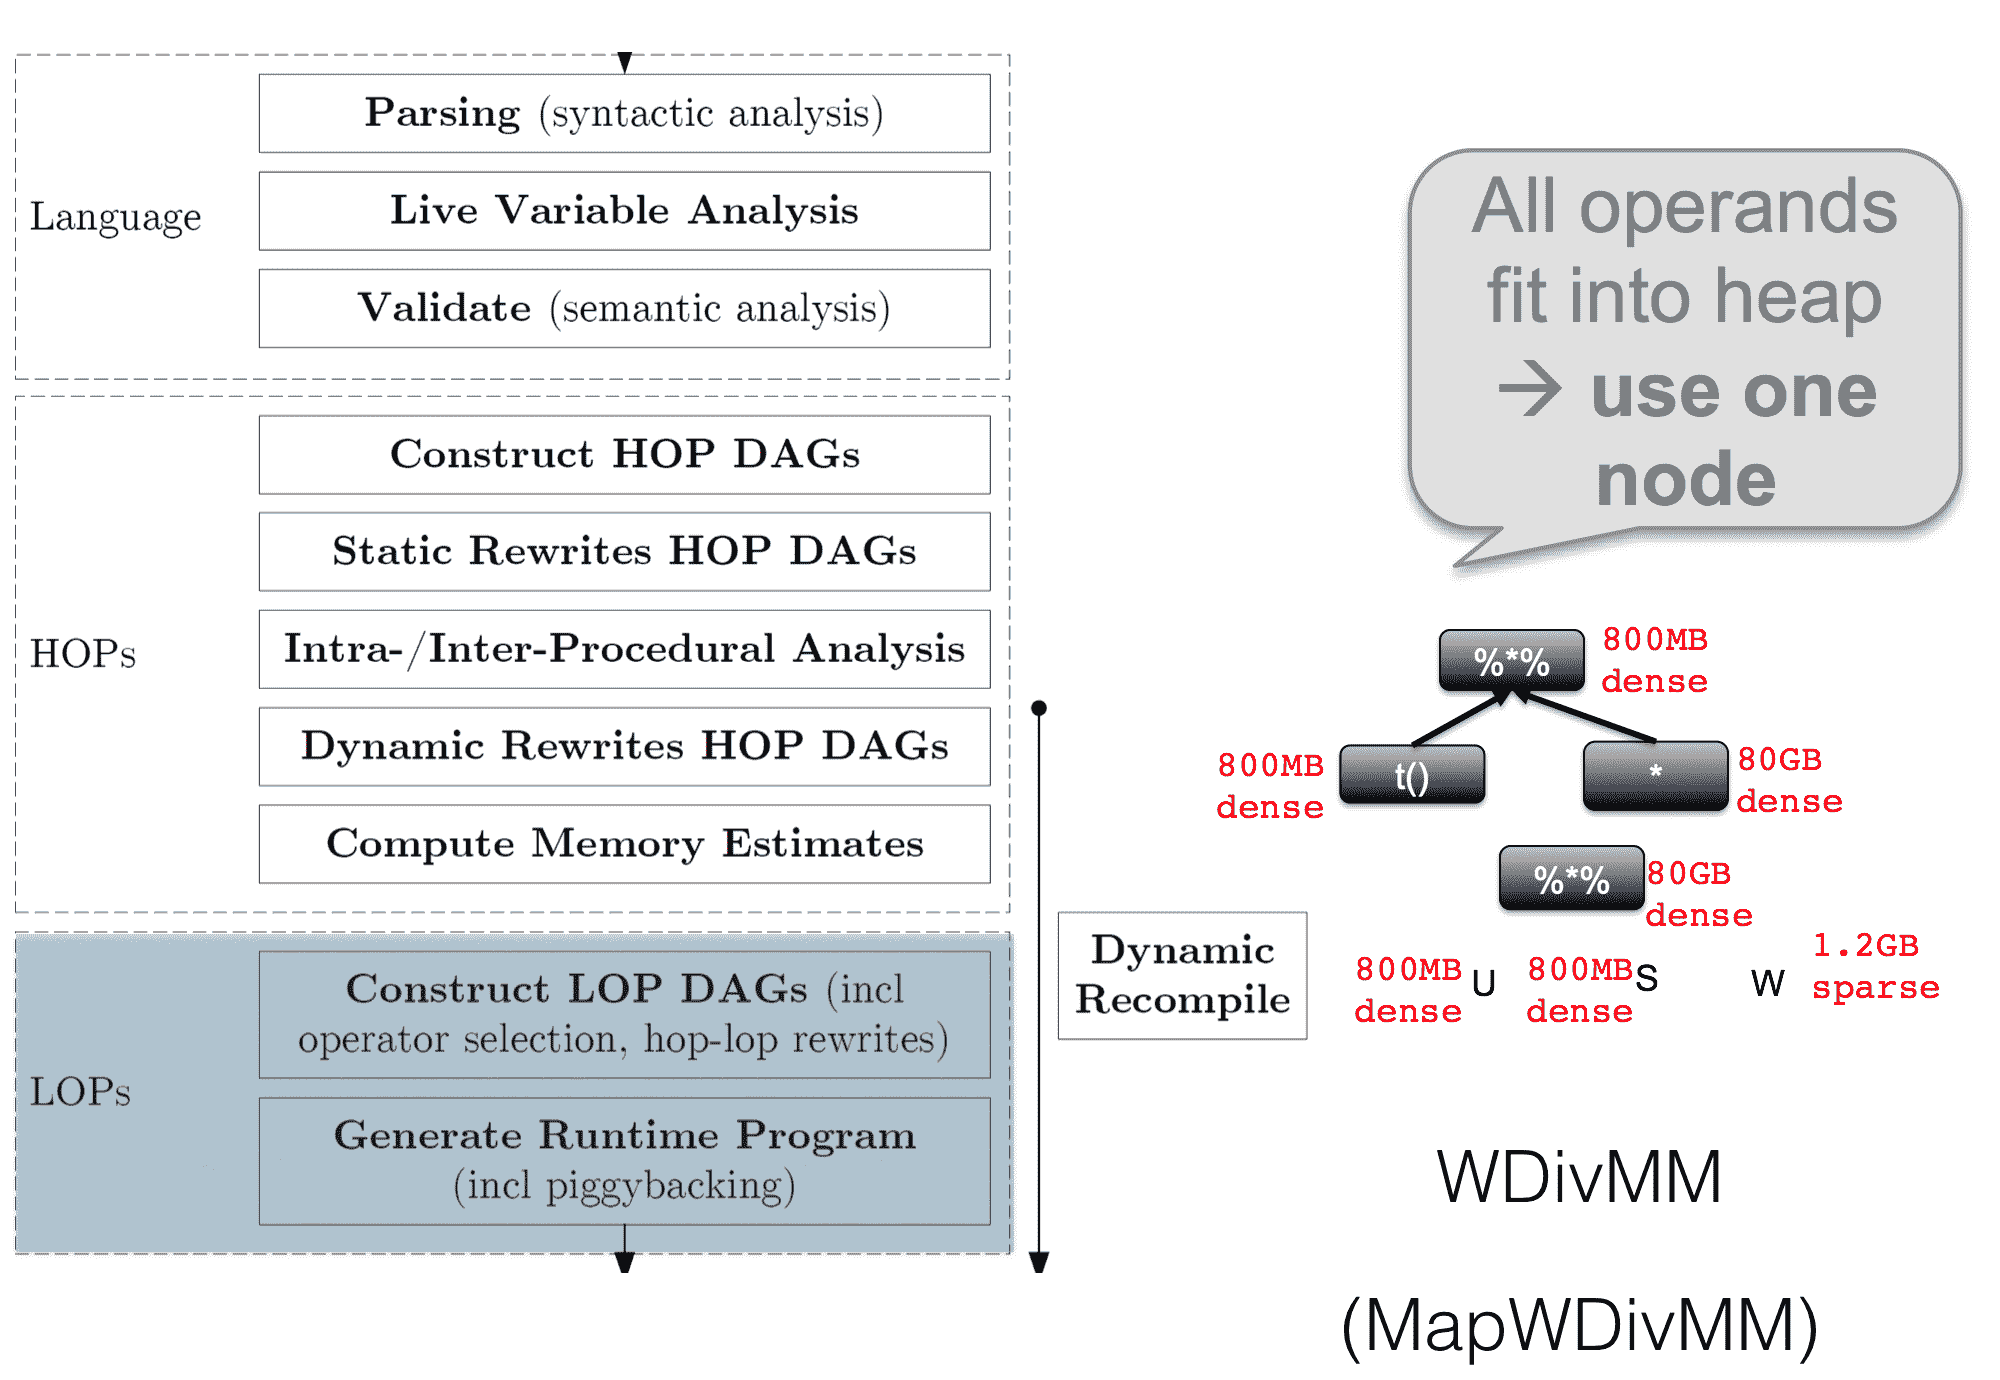 Language
Parsing (syntactic analysis)
Live Variable Analysis
Validate (semantic analysis)
HOPs
Construct HOP DAGs
Static Rewrites HOP DAGs
Intra-/Inter-Procedural Analysis
Dynamic Rewrites HOP DAGs
Compute Memory Estimates
LOPs
Construct LOP DAGs (incl
operator selection, hop-lop rewrites)
Generate Runtime Program
(incl piggybacking)
Dynamic
Recompile
All operands
fit into heap
→ use one
node
%*%
800MB
dense
800MB
dense
t()
*
80GB
dense
%*%
80GB
dense
800MB
dense
U
800MB
dense
S
W
1.2GB
sparse
WDivMM
(MapWDivMM)